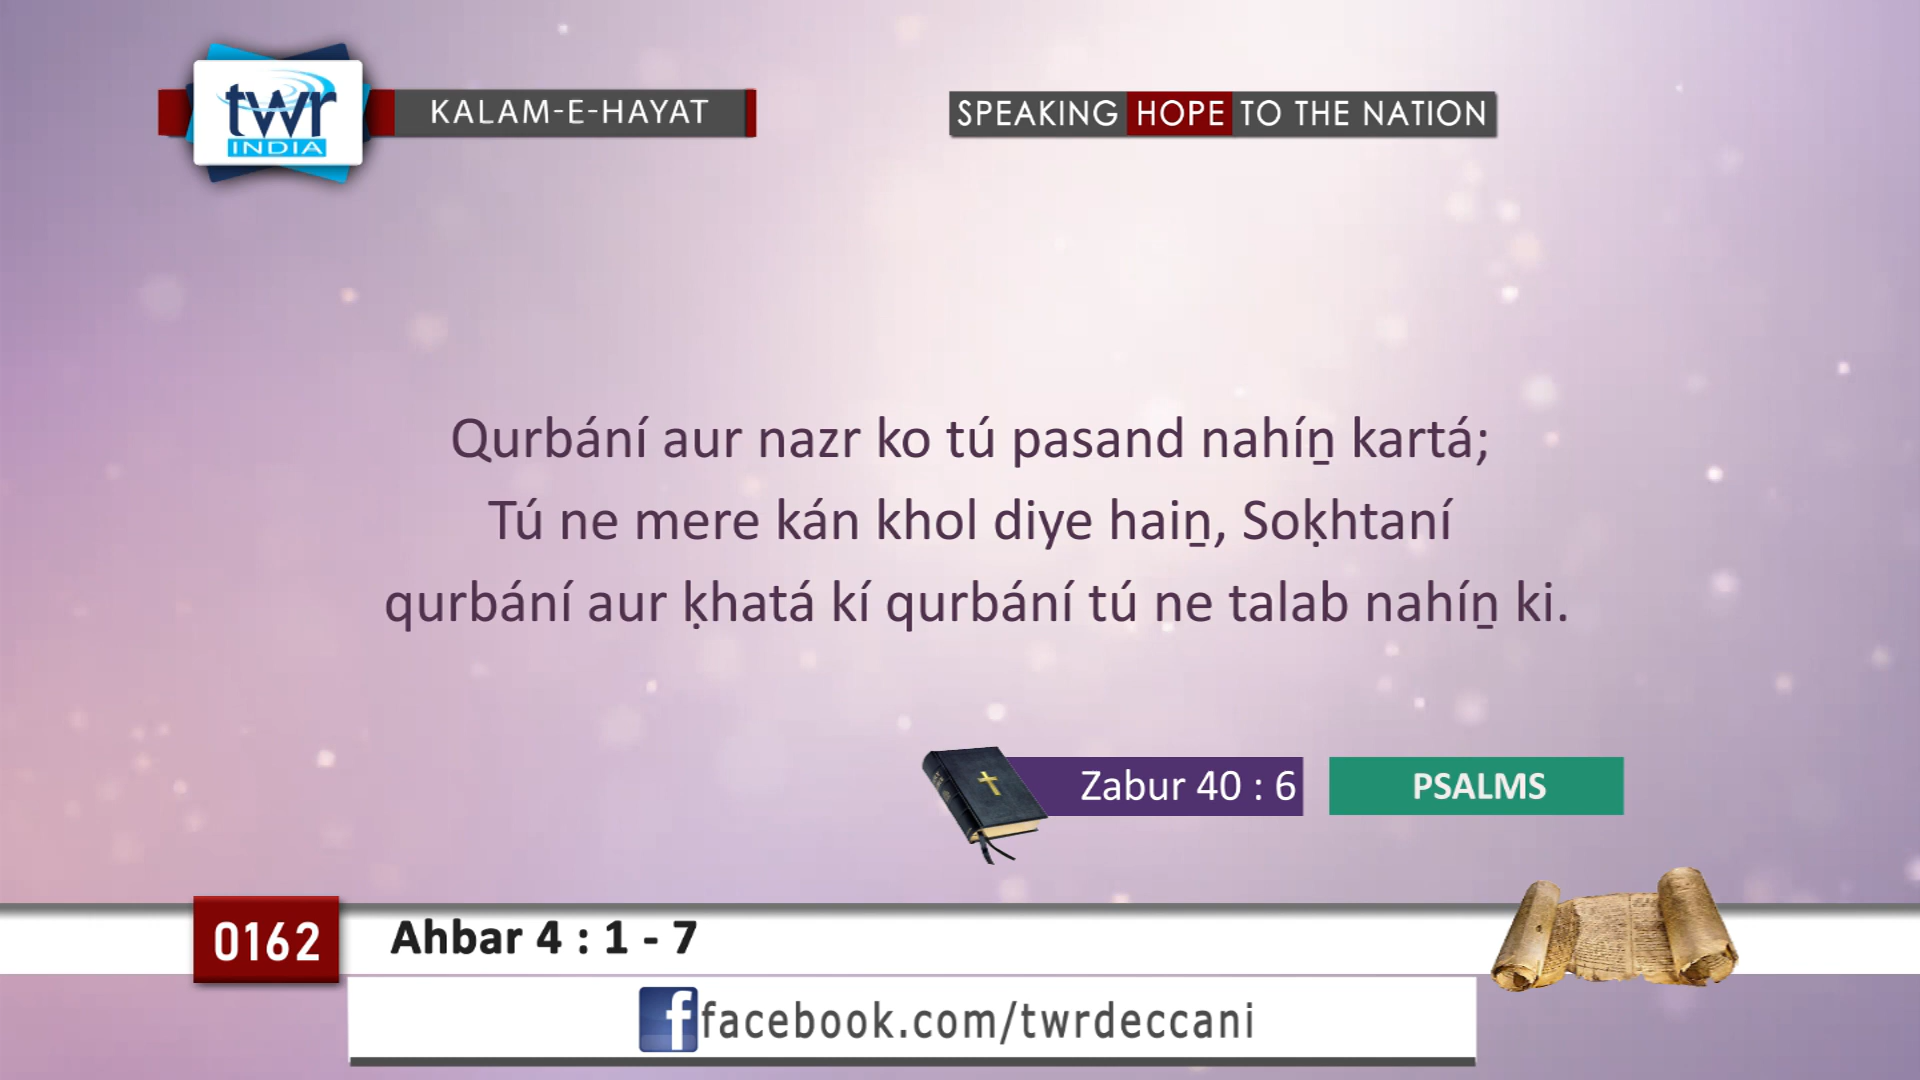 twr
INDIA
KALAM-E-HAYAT
SPEAKING HOPE TO THE NATION
Qurbání aur nazr ko tú pasand nahíṉ kartá;
Tú ne mere kán khol diye haiṉ, Soḳhtaní
qurbání aur ḳhatá kí qurbání tú ne talab nahíṉ ki.
Zabur 40 : 6
PSALMS
0162
Ahbar 4 : 1 - 7
facebook.com/twrdeccani